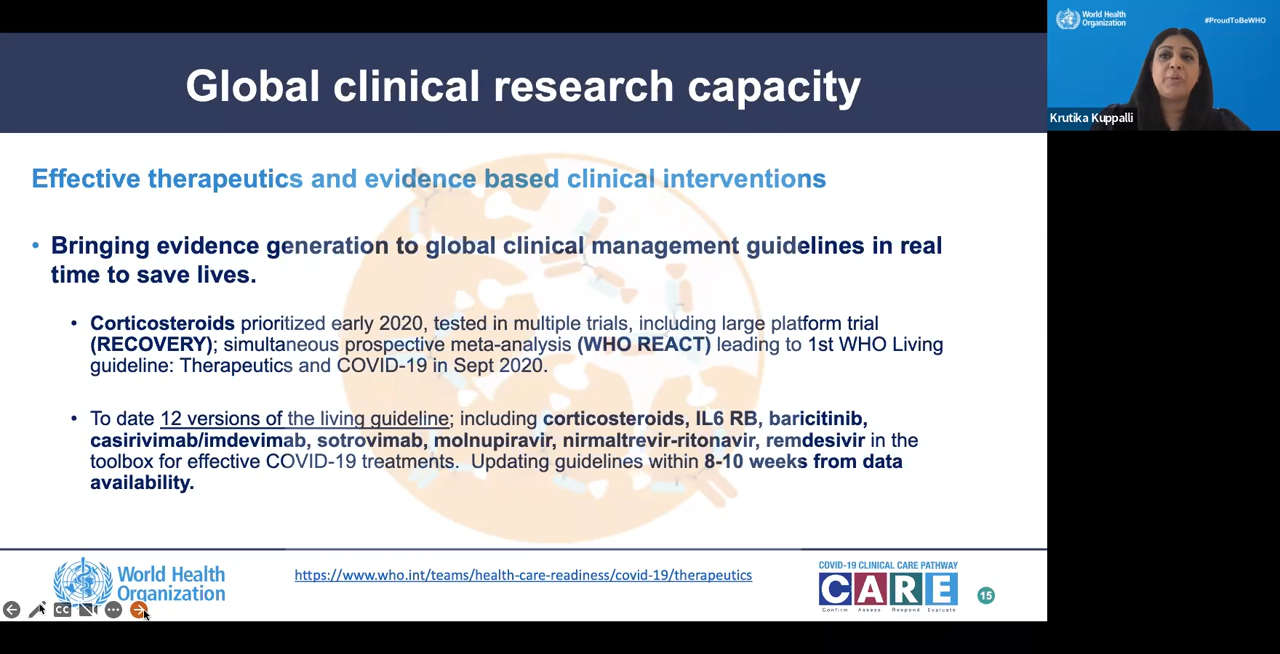 Global clinical research capacity
World Health
Organization
#ProudToBeWHO
Krutika Kuppalli
Effective therapeutics and evidence based clinical interventions
• Bringing evidence generation to global clinical management guidelines in real
time to save lives.
• Corticosteroids prioritized early 2020, tested in multiple trials, including large platform trial
(RECOVERY); simultaneous prospective meta-analysis (WHO REACT) leading to 1st WHO Living
guideline: Therapeutics and COVID-19 in Sept 2020.
• To date 12 versions of the living guideline; including corticosteroids, IL6 RB, baricitinib,
casirivimab/imdevimab, sotrovimab, molnupiravir, nirmaltrevir-ritonavir, remdesivir in the
toolbox for effective COVID-19 treatments. Updating guidelines within 8-10 weeks from data
availability.
World Health
Organization
https://www.who.int/teams/health-care-readiness/covid-19/therapeutics
COVID-19 CLINICAL CARE PATHWAY
CARE
Confirm Assess Respond Evaluate
15
CC